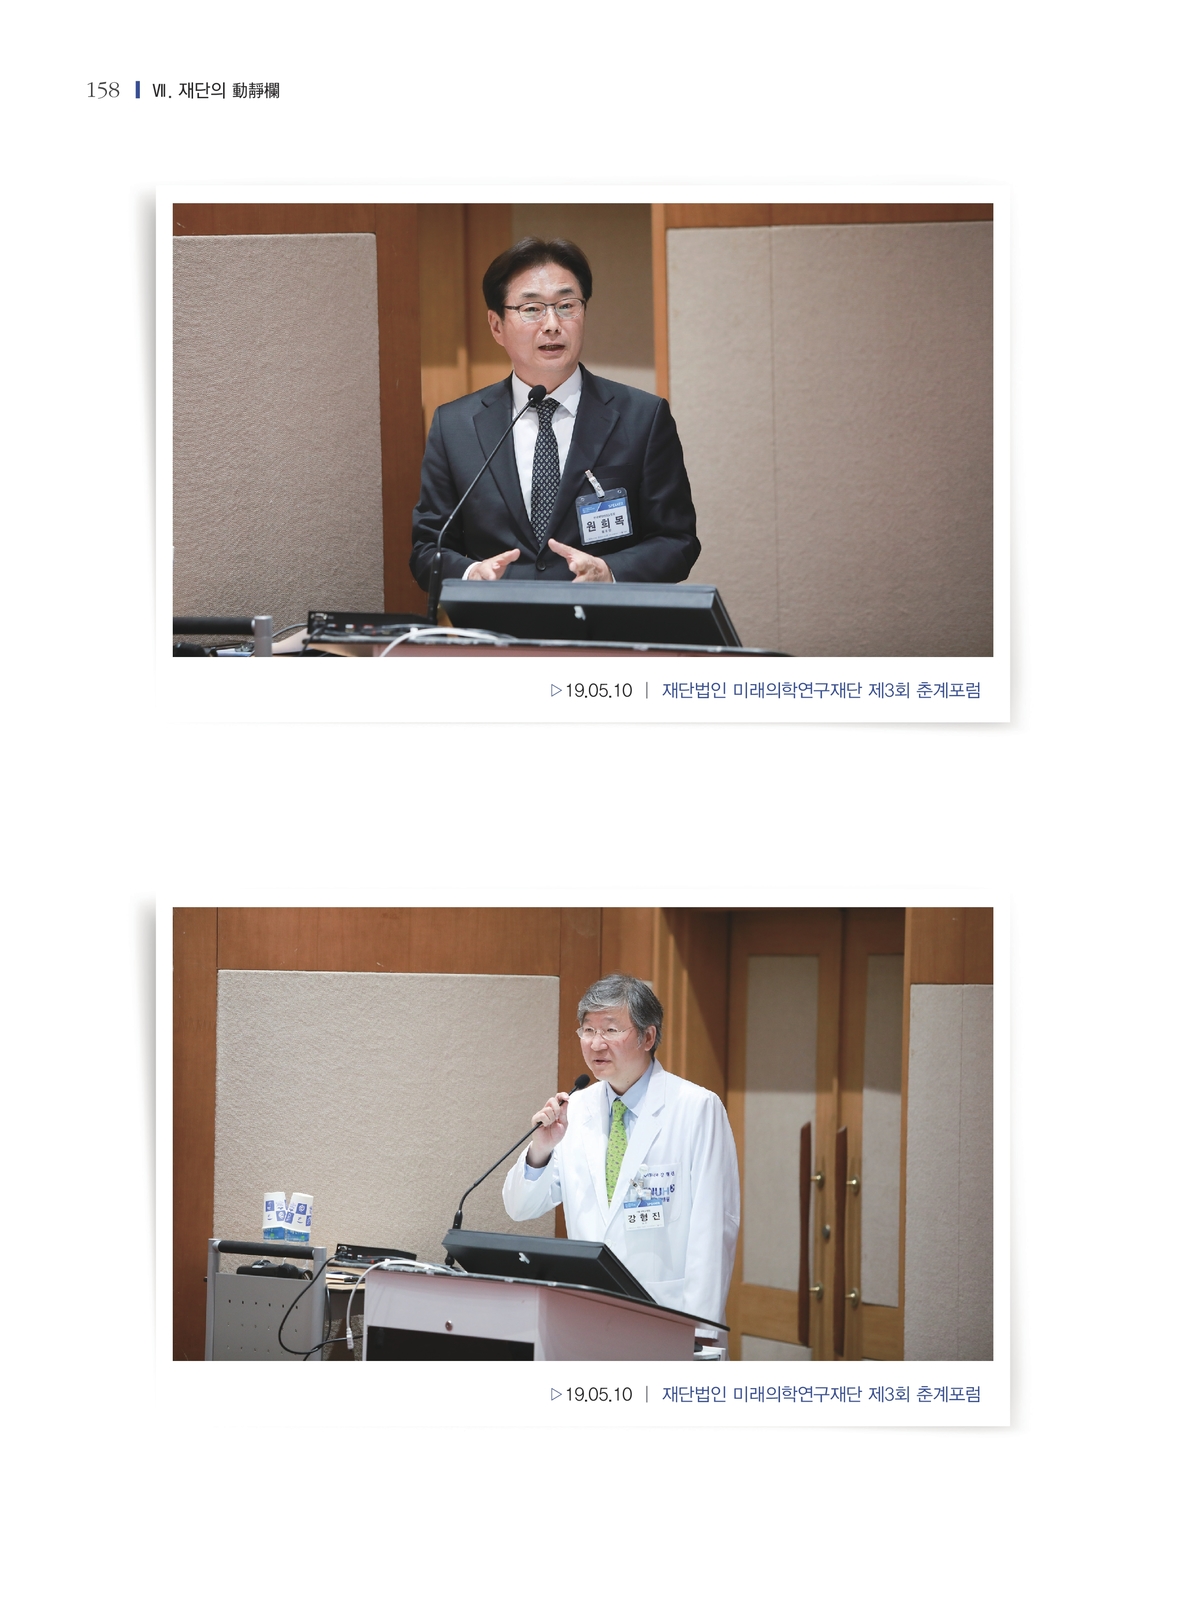 158 Ⅶ. 재단의 動靜欄
원 희 목
▷19.05.10 | 재단법인 미래의학연구재단 제3회 춘계포럼
강 형 진
▷19.05.10 | 재단법인 미래의학연구재단 제3회 춘계포럼